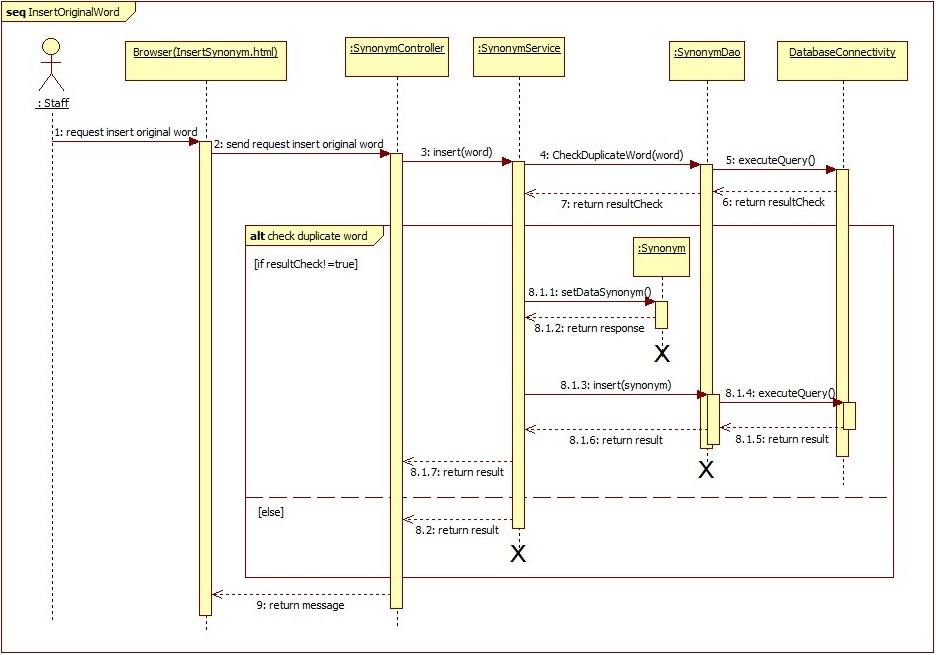 seq InsertOriginalWord
Browser(InsertSynonym.html)
:SynonymController
:SynonymService
:SynonymDao
DatabaseConnectivity
: Staff
1: request insert original word
2: send request insert original word
3: insert(word)
4: CheckDuplicateWord(word)
5: executeQuery()
6: return resultCheck
7: return resultCheck
alt check duplicate word
[if resultCheck!=true]
:Synonym
8.1.1: setDataSynonym()
8.1.2: return response
X
8.1.3: insert(synonym)
8.1.4: executeQuery()
8.1.5: return result
8.1.6: return result
X
8.1.7: return result
[else]
8.2: return result
X
9: return message